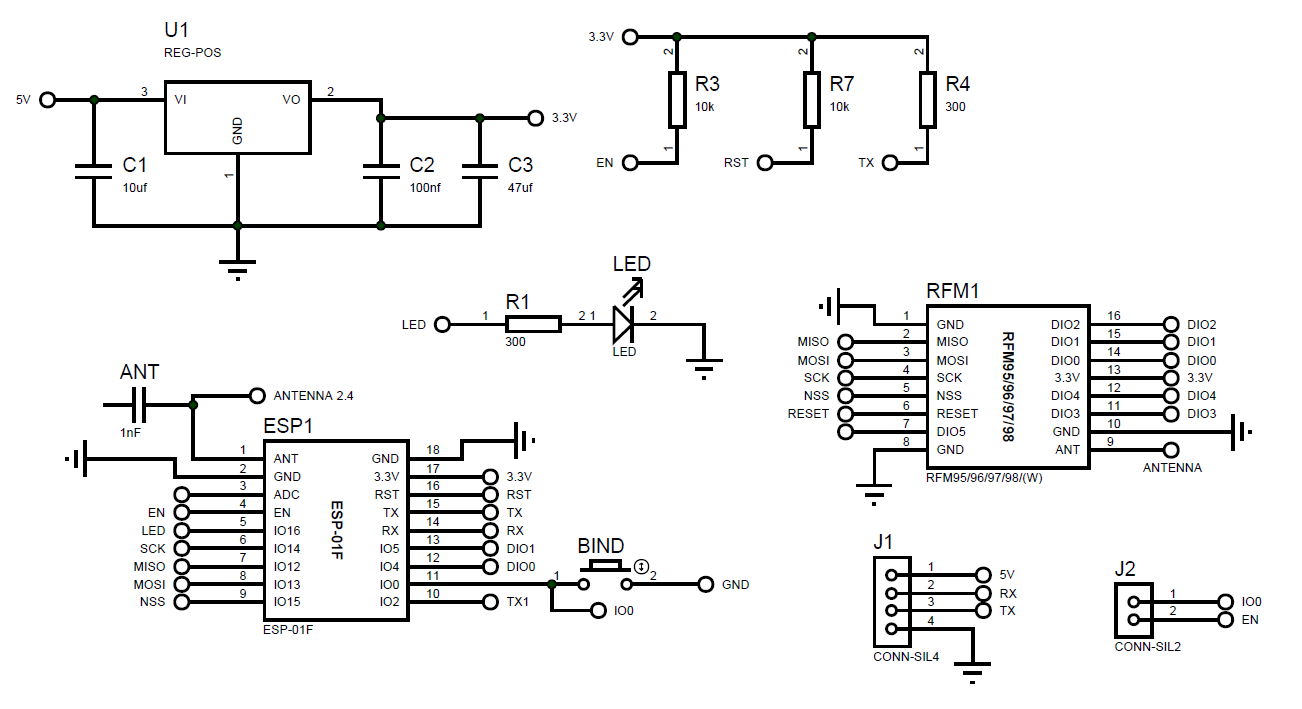 U1
REG-POS
5V
3
VI
VO
2
GND
1
3.3V
C1
10uf
C2
100nf
C3
47uf
3.3V
2
R3
10k
1
EN
2
R7
10k
1
RST
2
R4
300
1
TX
LED
1
R1
300
2
1
LED
LED
2
ANT
1nF
ANTENNA 2.4
ESP1
1 ANT GND 18
2 GND 3.3V 17 3.3V
3 ADC RST 16 RST
EN 4 EN TX 15 TX
LED 5 IO16 RX 14 RX
SCK 6 IO14 IO5 13 DIO1
MISO 7 IO12 IO4 12 DIO0
MOSI 8 IO13 IO0 11
NSS 9 IO15 IO2 10 TX1
ESP-01F
ESP-01F
BIND
1
2
GND
IO0
RFM1
1 GND DIO2 16 DIO2
MISO 2 MISO DIO1 15 DIO1
MOSI 3 MOSI DIO0 14 DIO0
SCK 4 SCK 3.3V 13 3.3V
NSS 5 NSS DIO4 12 DIO4
RESET 6 RESET DIO3 11 DIO3
7 DIO5 GND 10
8 GND ANT 9
ANTENNA
RFM95/96/97/98
RFM95/96/97/98/(W)
J1
1 5V
2 RX
3 TX
4
CONN-SIL4
J2
1 IO0
2 EN
CONN-SIL2